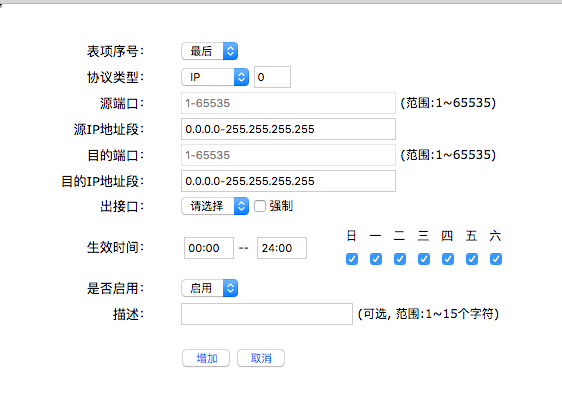 表项序号： 最后
协议类型： IP 0
源端口： 1-65535 (范围:1~65535)
源IP地址段： 0.0.0.0-255.255.255.255
目的端口： 1-65535 (范围:1~65535)
目的IP地址段： 0.0.0.0-255.255.255.255
出接口： 请选择 强制
日 一 二 三 四 五 六
生效时间： 00:00 -- 24:00
是否启用： 启用
描述： (可选, 范围:1~15个字符)
增加 取消